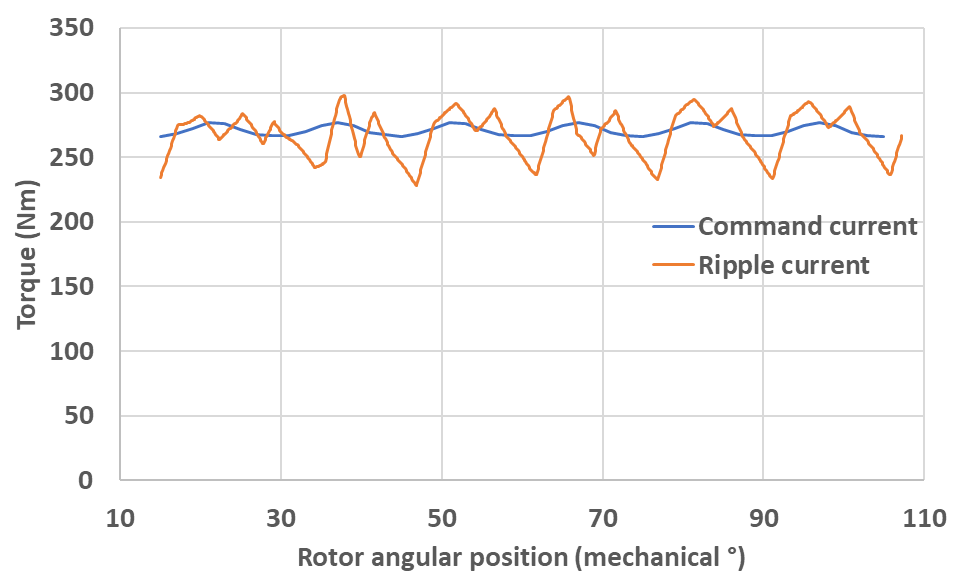 350
300
250
200
150
100
50
0
Torque (Nm)
Command current
Ripple current
10 30 50 70 90 110
Rotor angular position (mechanical °)